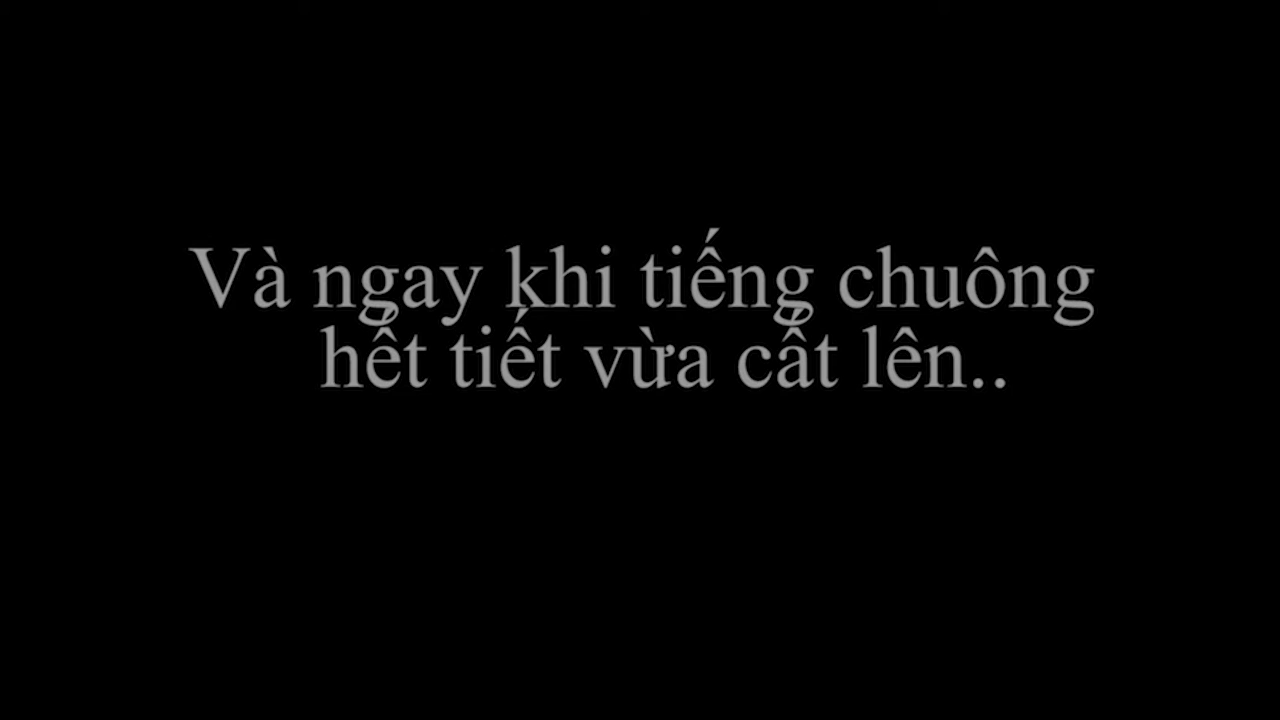 Và ngay khi tiếng chuông
hết tiết vừa cất lên..